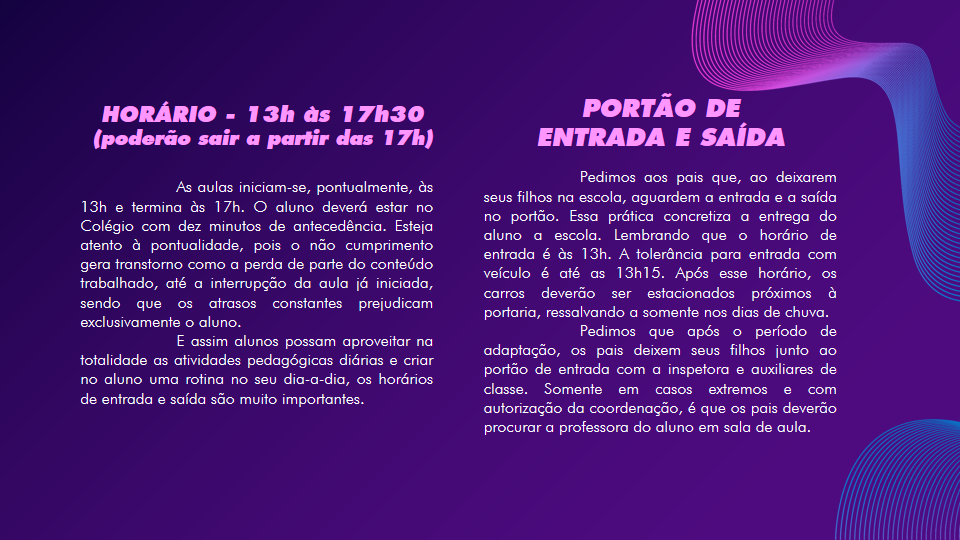 HORÁRIO - 13h às 17h30
(poderão sair a partir das 17h)
As aulas iniciam-se, pontualmente, às
13h e termina às 17h. O aluno deverá estar no
Colégio com dez minutos de antecedência. Esteja
atento à pontualidade, pois o não cumprimento
gera transtorno como a perda de parte do conteúdo
trabalhado, até a interrupção da aula já iniciada,
sendo que os atrasos constantes prejudicam
exclusivamente o aluno.
E assim alunos possam aproveitar na
totalidade as atividades pedagógicas diárias e criar
no aluno uma rotina no seu dia-a-dia, os horários
de entrada e saída são muito importantes.
PORTÃO DE
ENTRADA E SAÍDA
Pedimos aos pais que, ao deixarem
seus filhos na escola, aguardem a entrada e a saída
no portão. Essa prática concretiza a entrega do
aluno a escola. Lembrando que o horário de
entrada é às 13h. A tolerância para entrada com
veículo é até as 13h15. Após esse horário, os
carros deverão ser estacionados próximos à
portaria, ressalvando a somente nos dias de chuva.
Pedimos que após o período de
adaptação, os pais deixem seus filhos junto ao
portão de entrada com a inspetora e auxiliares de
classe. Somente em casos extremos e com
autorização da coordenação, é que os pais deverão
procurar a professora do aluno em sala de aula.